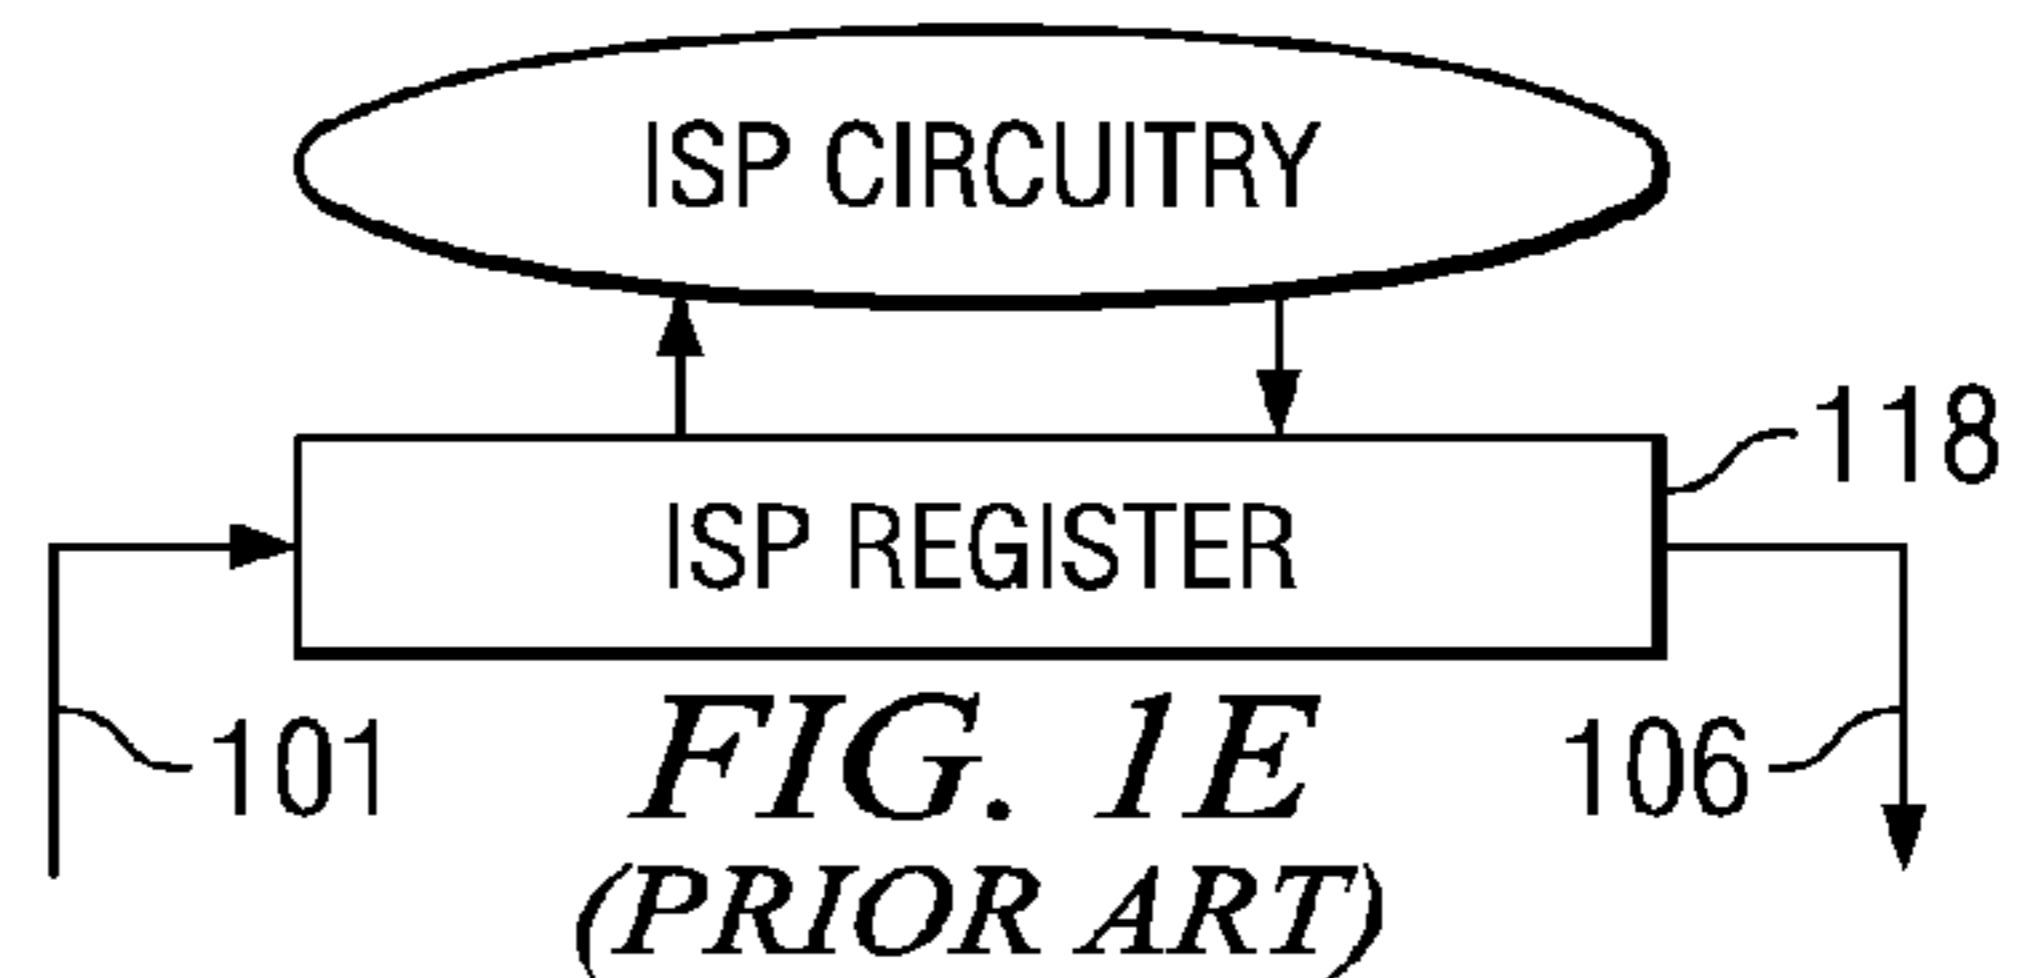 ISP CIRCUITRY
118
ISP REGISTER
101
106
FIG. 1E
(PRIOR ART)